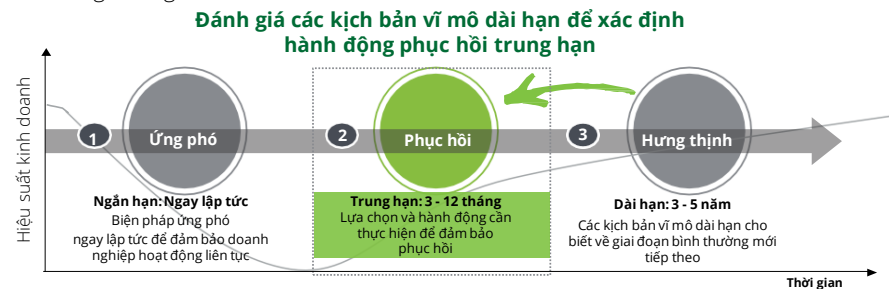 Đánh giá các kịch bản vĩ mô dài hạn để xác định
hành động phục hồi trung hạn
Hiệu suất kinh doanh
1
Ứng phó
2
Phục hồi
3
Hưng thịnh
Ngắn hạn: Ngay lập tức
Biện pháp ứng phó
ngay lập tức để đảm bảo doanh
nghiệp hoạt động liên tục
Trung hạn: 3 - 12 tháng
Lựa chọn và hành động cần
thực hiện để đảm bảo
phục hồi
Dài hạn: 3 - 5 năm
Các kịch bản vĩ mô dài hạn cho
biết về giai đoạn bình thường mới
tiếp theo
Thời gian